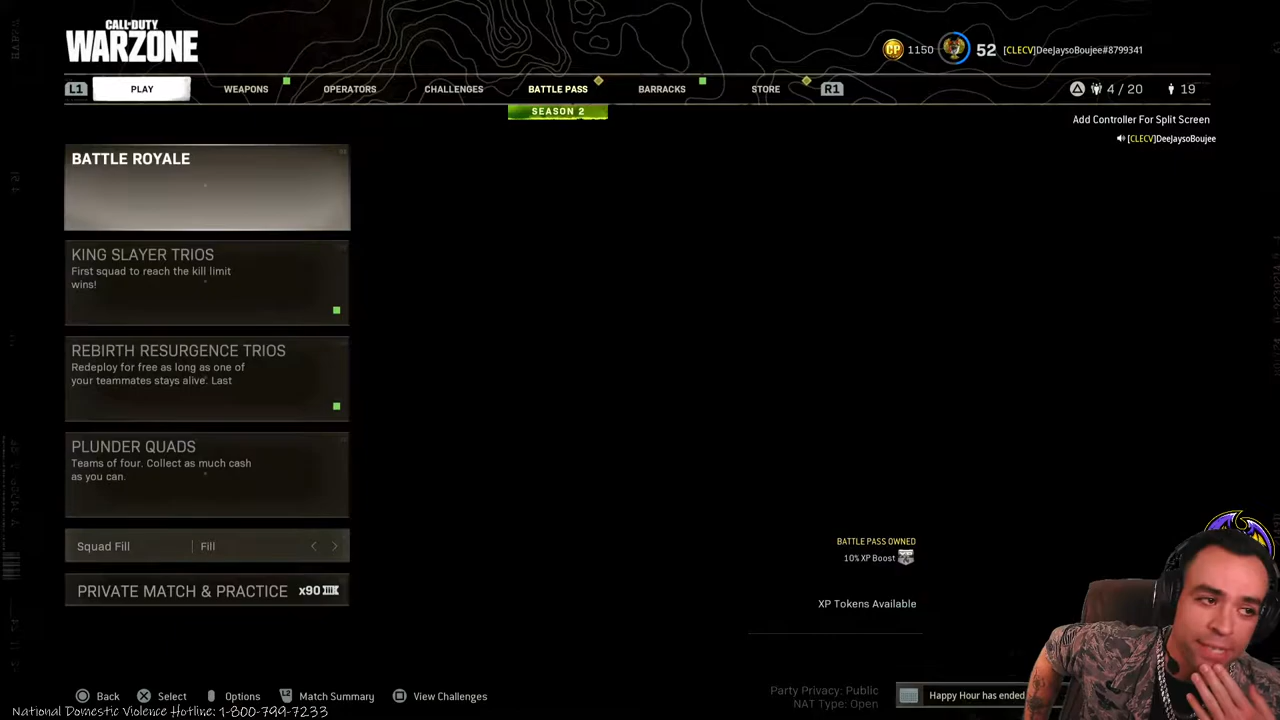 CALL OF DUTY
WARZONE
CP 1150
52
[CLECV]DeeJaysoBoujee#8799341
L1
PLAY
WEAPONS
OPERATORS
CHALLENGES
BATTLE PASS
BARRACKS
STORE
R1
4 / 20
19
SEASON 2
Add Controller For Split Screen
[CLECV]DeeJaysoBoujee
BATTLE ROYALE
KING SLAYER TRIOS
First squad to reach the kill limit
wins!
REBIRTH RESURGENCE TRIOS
Redeploy for free as long as one of
your teammates stays alive. Last
PLUNDER QUADS
Teams of four. Collect as much cash
as you can.
Squad Fill
Fill
PRIVATE MATCH & PRACTICE x90
BATTLE PASS OWNED
10% XP Boost
XP Tokens Available
Back
Select
Options
Match Summary
View Challenges
Party Privacy: Public
NAT Type: Open
Happy Hour has ended
National Domestic Violence Hotline: 1-800-799-7233